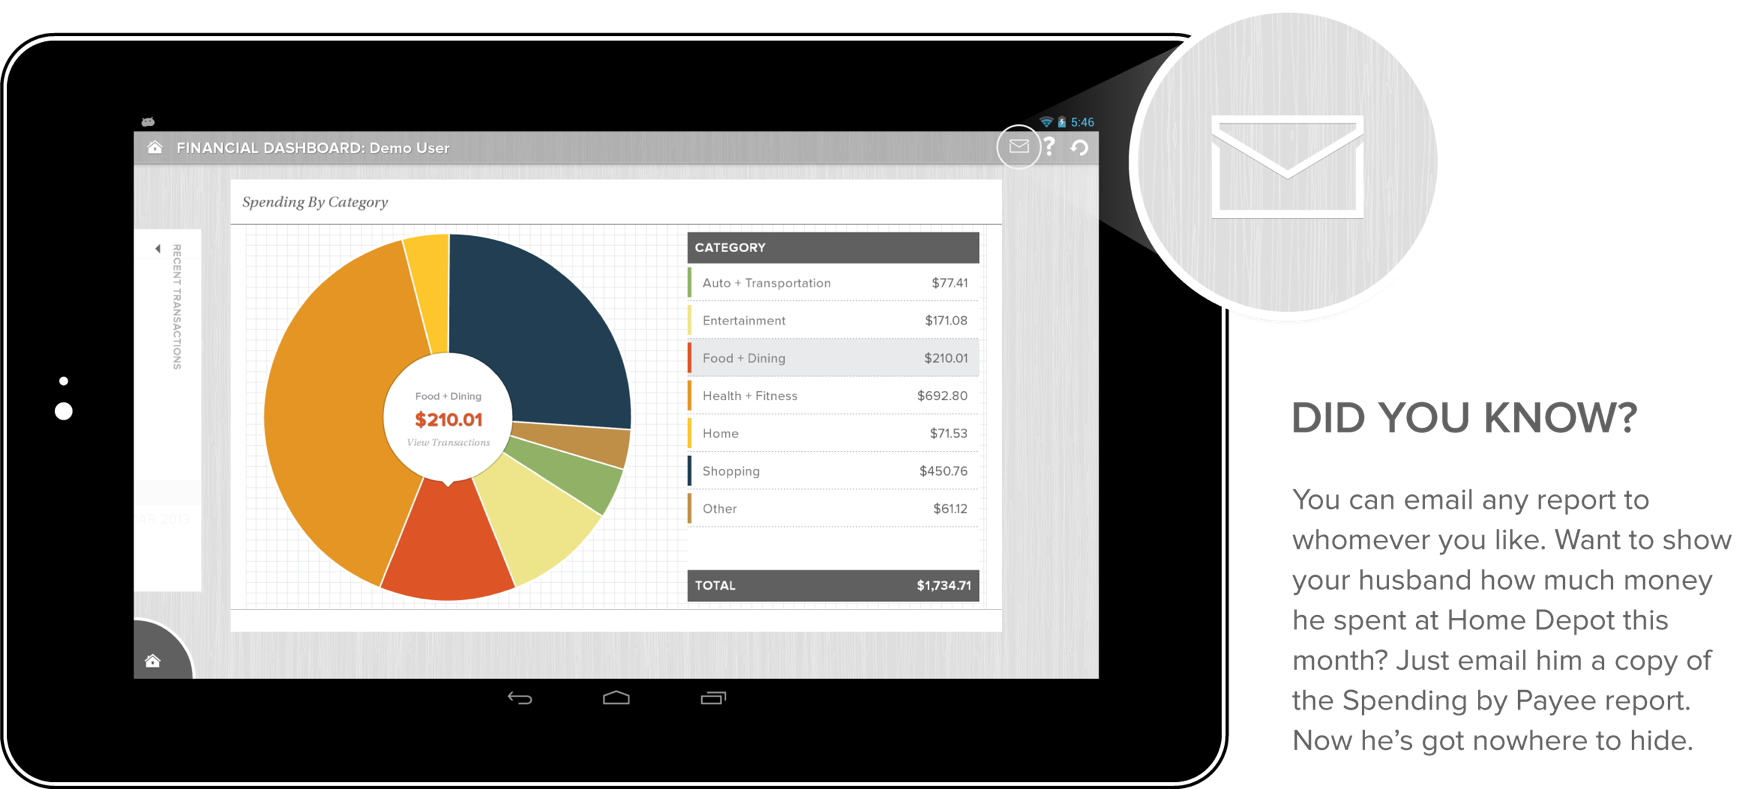 5:46
FINANCIAL DASHBOARD: Demo User
?
Spending By Category
RECENT TRANSACTIONS
Food + Dining
$210.01
View Transactions
CATEGORY
Auto + Transportation $77.41
Entertainment $171.08
Food + Dining $210.01
Health + Fitness $692.80
Home $71.53
Shopping $450.76
Other $61.12
TOTAL $1,734.71
AR 2013
DID YOU KNOW?
You can email any report to
whomever you like. Want to show
your husband how much money
he spent at Home Depot this
month? Just email him a copy of
the Spending by Payee report.
Now he's got nowhere to hide.